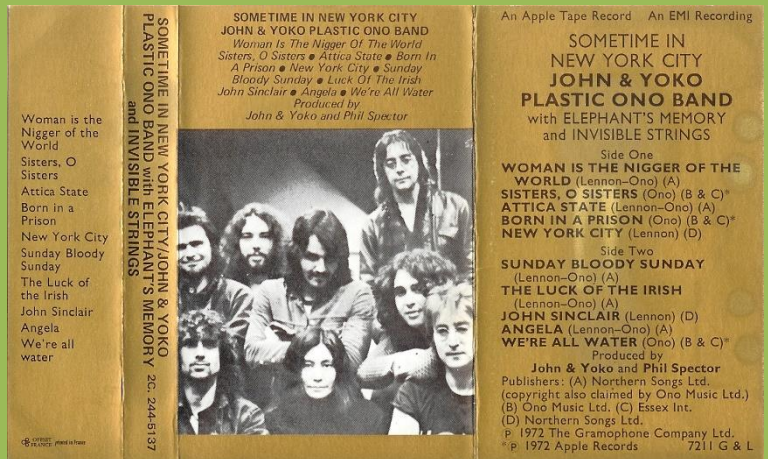 Woman is the
Nigger of the
World
Sisters, O
Sisters
Attica State
Born in a
Prison
New York City
Sunday Bloody
Sunday
The Luck of
the Irish
John Sinclair
Angela
We're all
water
OFFSET
FRANCE printed in France
SOMETIME IN NEW YORK CITY/JOHN & YOKO
PLASTIC ONO BAND with ELEPHANT'S MEMORY 2C. 244-5137
and INVISIBLE STRINGS
SOMETIME IN NEW YORK CITY
JOHN & YOKO PLASTIC ONO BAND
Woman Is The Nigger Of The World
Sisters, O Sisters ● Attica State ● Born In
A Prison ● New York City ● Sunday
Bloody Sunday ● Luck Of The Irish
John Sinclair ● Angela ● We're All Water
Produced by
John & Yoko and Phil Spector
An Apple Tape Record An EMI Recording
SOMETIME IN
NEW YORK CITY
JOHN & YOKO
PLASTIC ONO BAND
with ELEPHANT'S MEMORY
and INVISIBLE STRINGS
Side One
WOMAN IS THE NIGGER OF THE
WORLD (Lennon–Ono) (A)
SISTERS, O SISTERS (Ono) (B & C)*
ATTICA STATE (Lennon–Ono) (A)
BORN IN A PRISON (Ono) (B & C)*
NEW YORK CITY (Lennon) (D)
Side Two
SUNDAY BLOODY SUNDAY
(Lennon–Ono) (A)
THE LUCK OF THE IRISH
(Lennon–Ono) (A)
JOHN SINCLAIR (Lennon) (D)
ANGELA (Lennon–Ono) (A)
WE'RE ALL WATER (Ono) (B & C)*
Produced by
John & Yoko and Phil Spector
Publishers: (A) Northern Songs Ltd.
(copyright also claimed by Ono Music Ltd.)
(B) Ono Music Ltd. (C) Essex Int.
(D) Northern Songs Ltd.
℗ 1972 The Gramophone Company Ltd.
*℗ 1972 Apple Records 7211 G & L